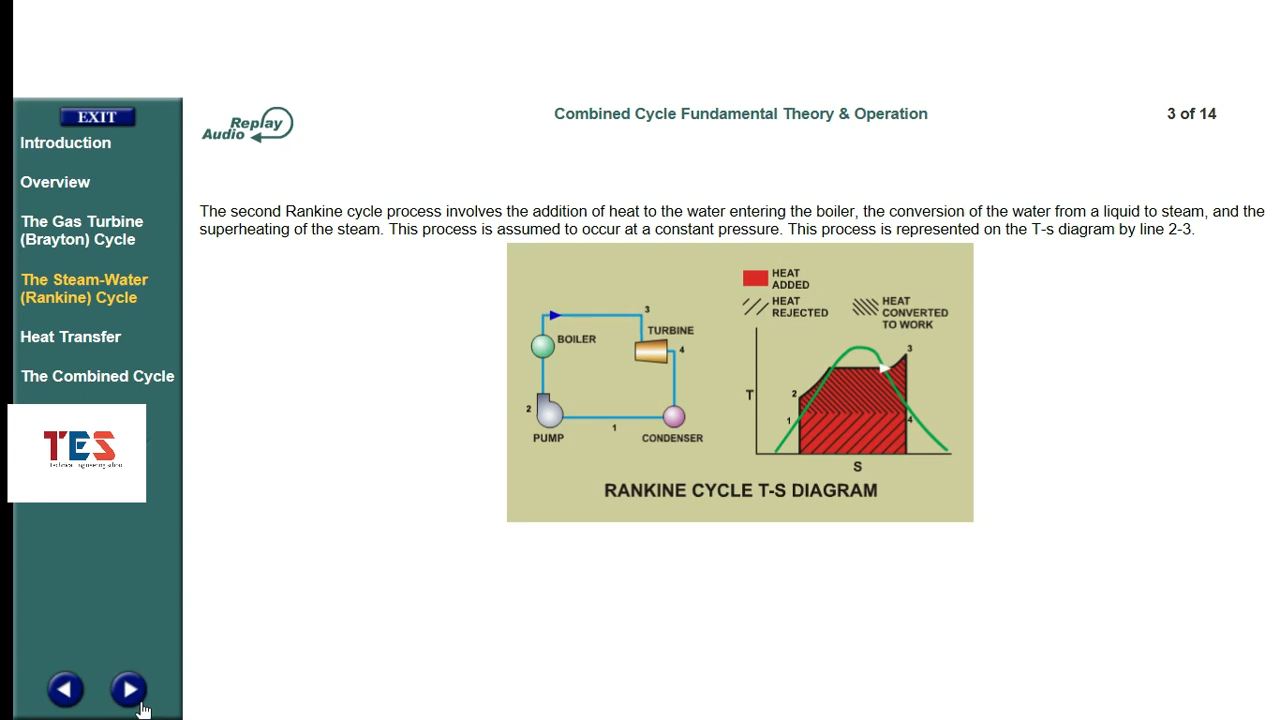 EXIT
Introduction
Overview
The Gas Turbine
(Brayton) Cycle
The Steam-Water
(Rankine) Cycle
Heat Transfer
The Combined Cycle
TES
Replay
Audio
Combined Cycle Fundamental Theory & Operation
3 of 14
The second Rankine cycle process involves the addition of heat to the water entering the boiler, the conversion of the water from a liquid to steam, and the
superheating of the steam. This process is assumed to occur at a constant pressure. This process is represented on the T-s diagram by line 2-3.
3
BOILER
TURBINE
4
2
1
PUMP
CONDENSER
HEAT
ADDED
HEAT
REJECTED
HEAT
CONVERTED
TO WORK
3
T
2
1
4
S
RANKINE CYCLE T-S DIAGRAM